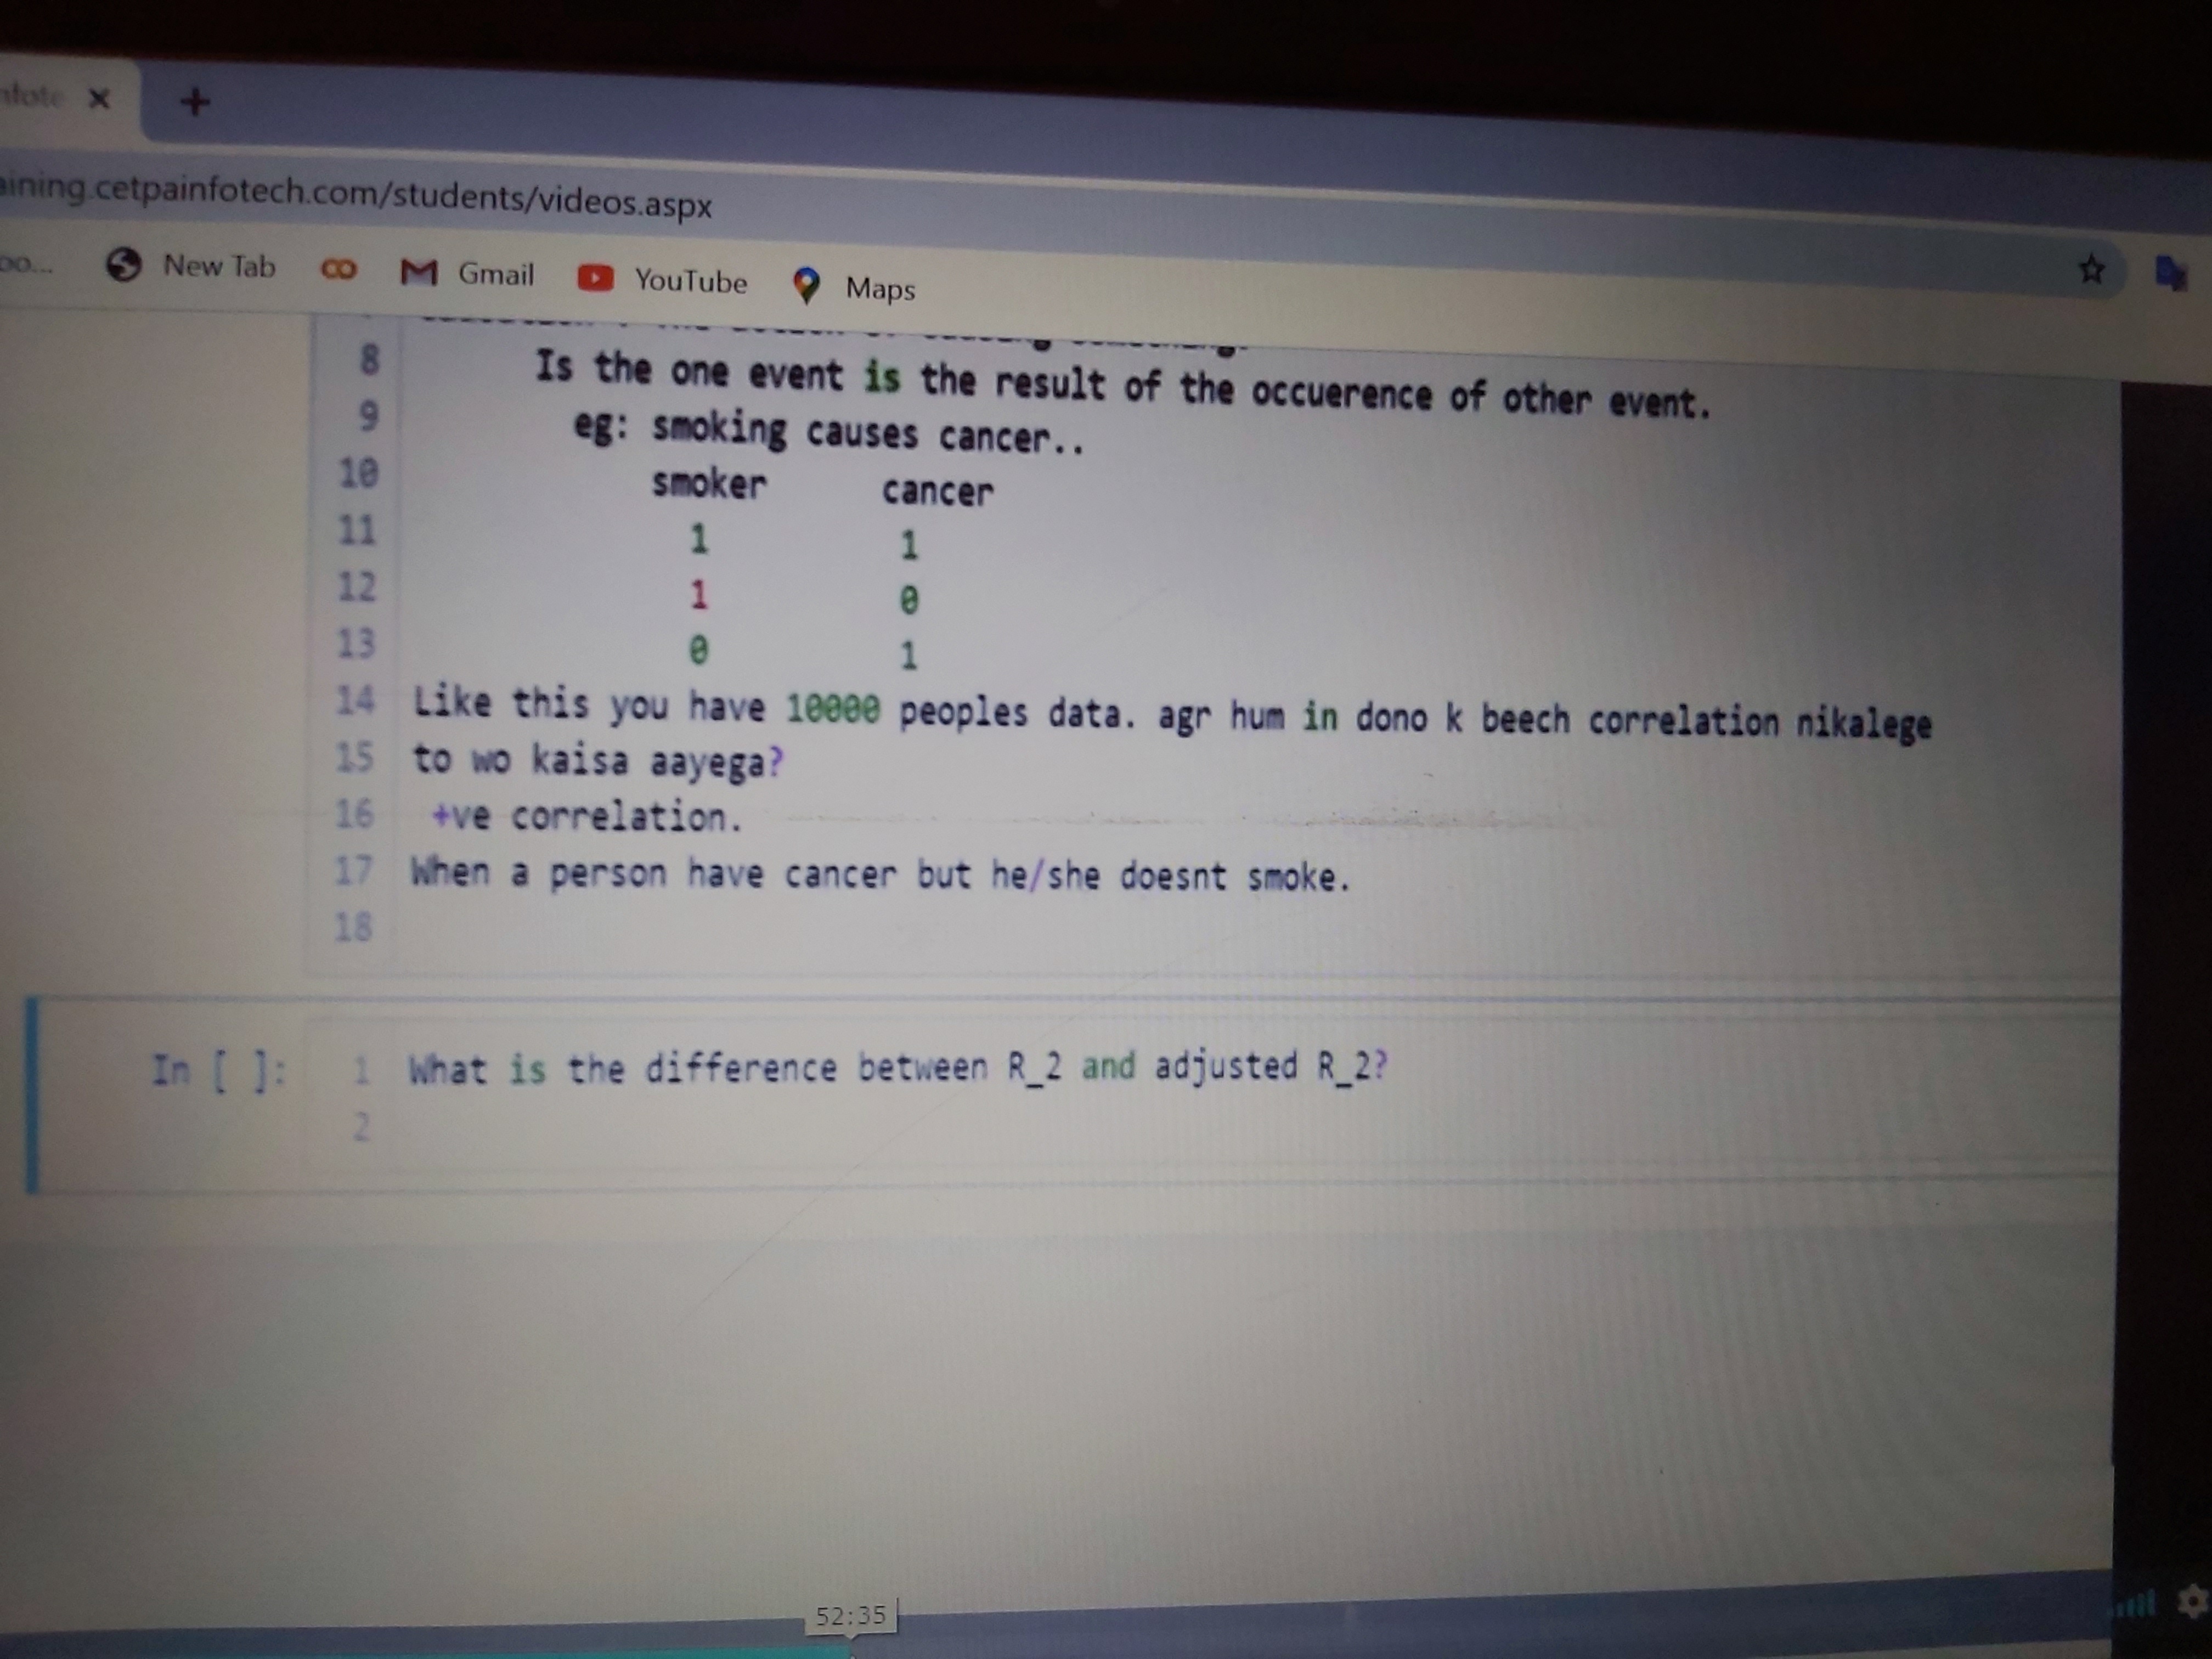 +
aining.cetpainfotech.com/students/videos.aspx
New Tab Gmail YouTube Maps
8 Is the one event is the result of the occuerence of other event.
9 eg: smoking causes cancer..
10 smoker cancer
11 1 1
12 1 0
13 0 1
14 Like this you have 10000 peoples data. agr hum in dono k beech correlation nikalege
15 to wo kaisa aayega?
16 +ve correlation.
17 When a person have cancer but he/she doesnt smoke.
18
In [ ]: 1 What is the difference between R_2 and adjusted R_2?
2
52:35